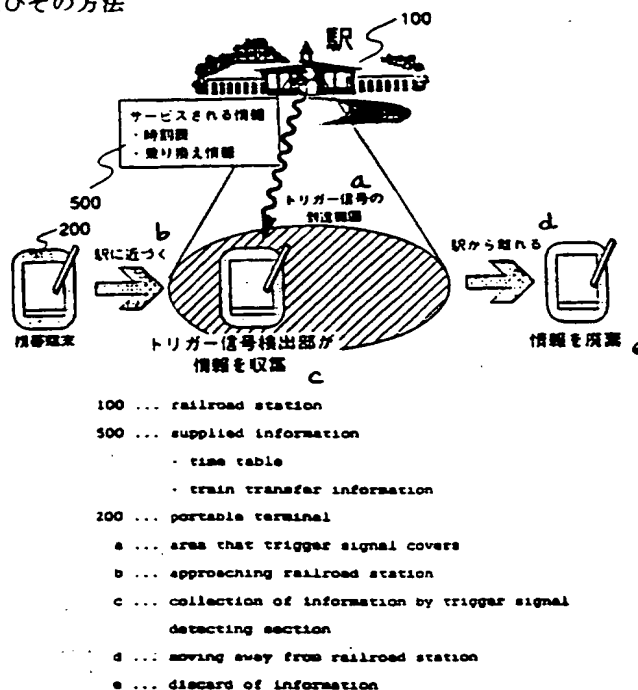 びその方法
駅
100
サービスされる情報
・時刻表
・乗り換え情報
500
a
トリガー信号の
到達範囲
200
b
駅に近づく
d
駅から離れる
携帯端末
トリガー信号検出部が
情報を収集
c
情報を廃棄
e
100 ... railroad station
500 ... supplied information
- time table
- train transfer information
200 ... portable terminal
a ... area that trigger signal covers
b ... approaching railroad station
c ... collection of information by trigger signal
detecting section
d ... moving away from railroad station
e ... discard of information